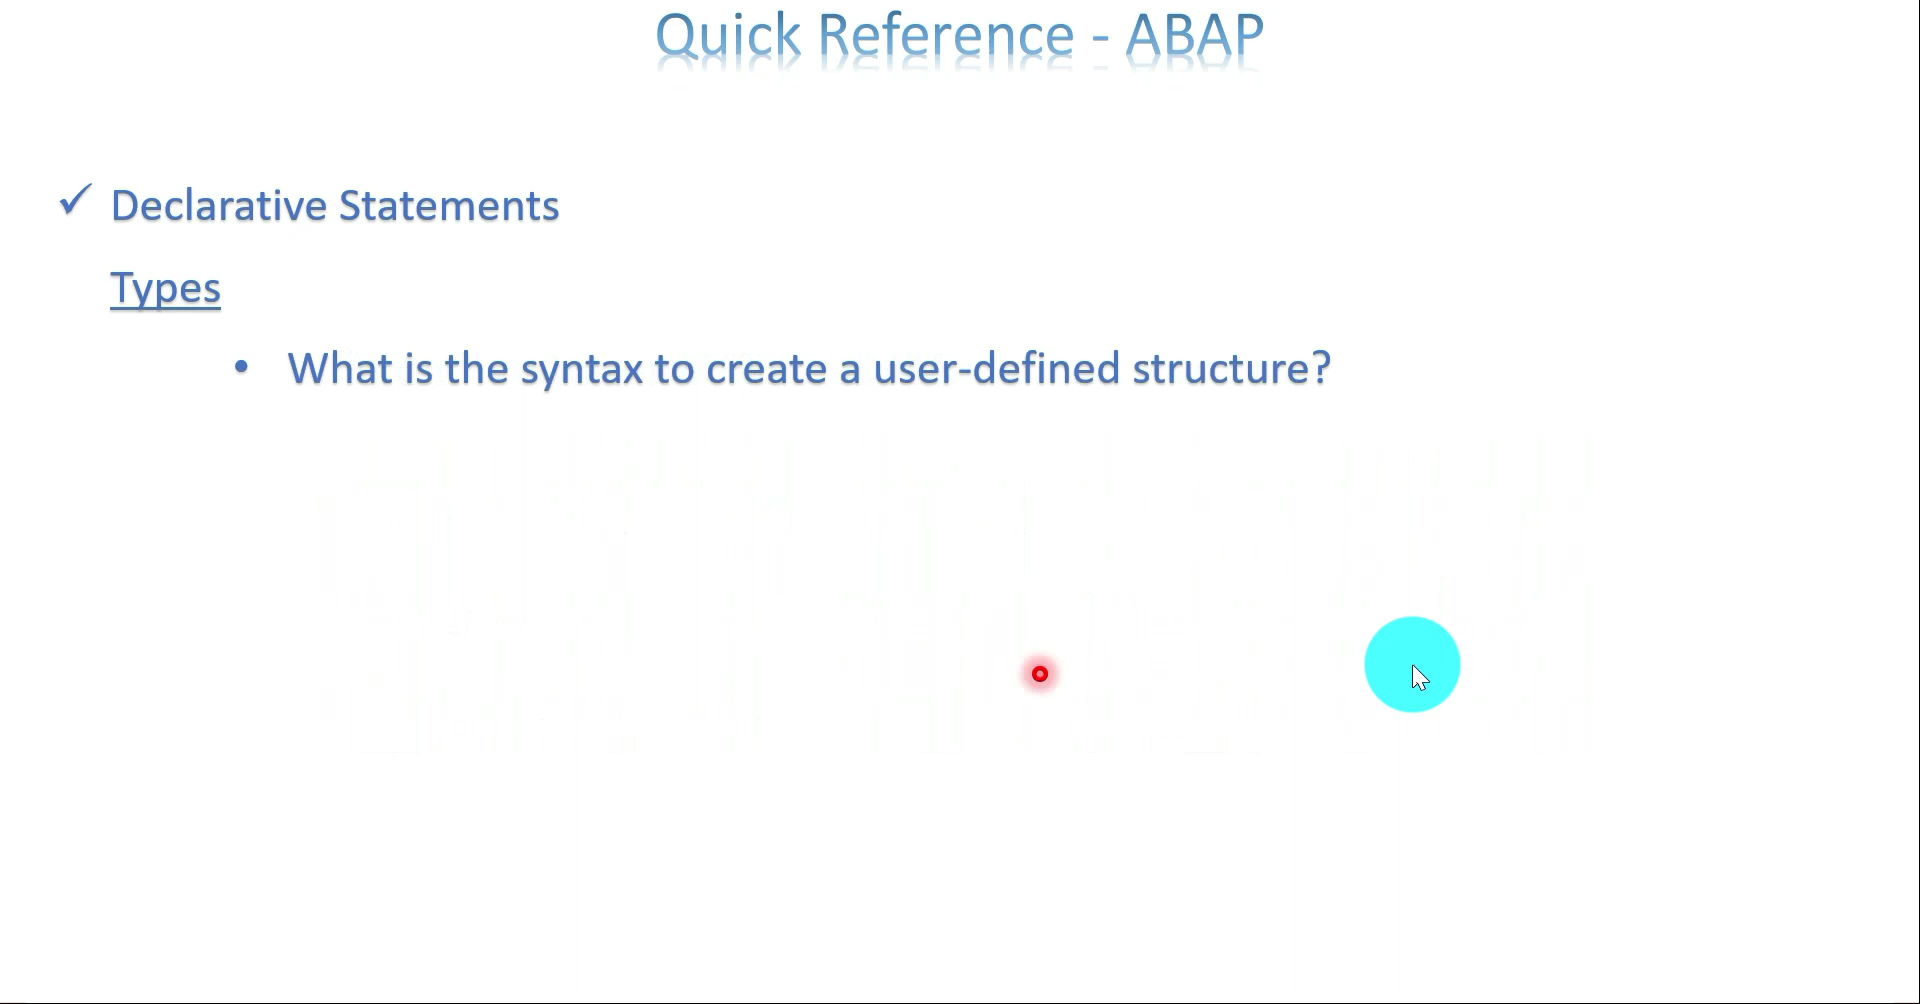 Quick Reference - ABAP
✓ Declarative Statements
Types
• What is the syntax to create a user-defined structure?